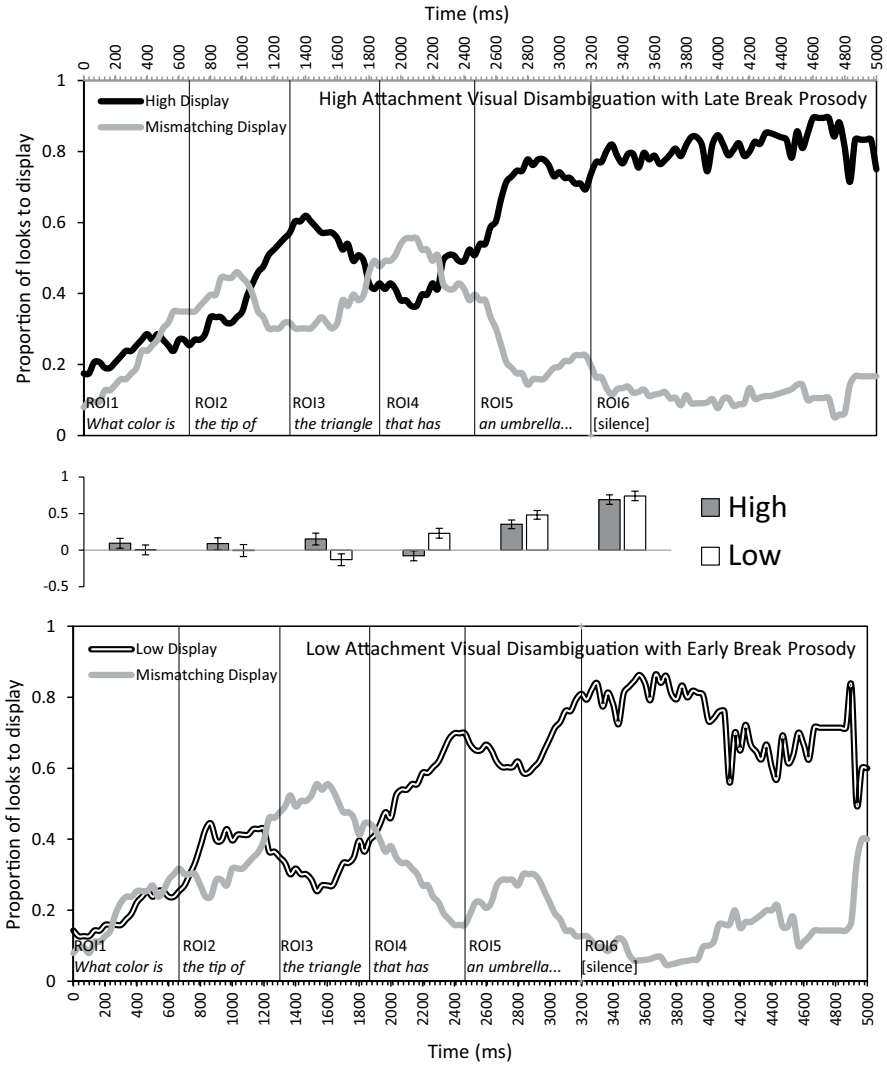 Time (ms)
0 200 400 600 800 1000 1200 1400 1600 1800 2000 2200 2400 2600 2800 3000 3200 3400 3600 3800 4000 4200 4400 4600 4800 5000
High Attachment Visual Disambiguation with Late Break Prosody
High Display
Mismatching Display
Proportion of looks to display
1
0.8
0.6
0.4
0.2
0
ROI1 ROI2 ROI3 ROI4 ROI5 ROI6
What color is the tip of the triangle that has an umbrella... [silence]
1
0.5
0
-0.5
High
Low
Low Attachment Visual Disambiguation with Early Break Prosody
Low Display
Mismatching Display
Proportion of looks to display
1
0.8
0.6
0.4
0.2
0
ROI1 ROI2 ROI3 ROI4 ROI5 ROI6
What color is the tip of the triangle that has an umbrella... [silence]
0 200 400 600 800 1000 1200 1400 1600 1800 2000 2200 2400 2600 2800 3000 3200 3400 3600 3800 4000 4200 4400 4600 4800 5000
Time (ms)